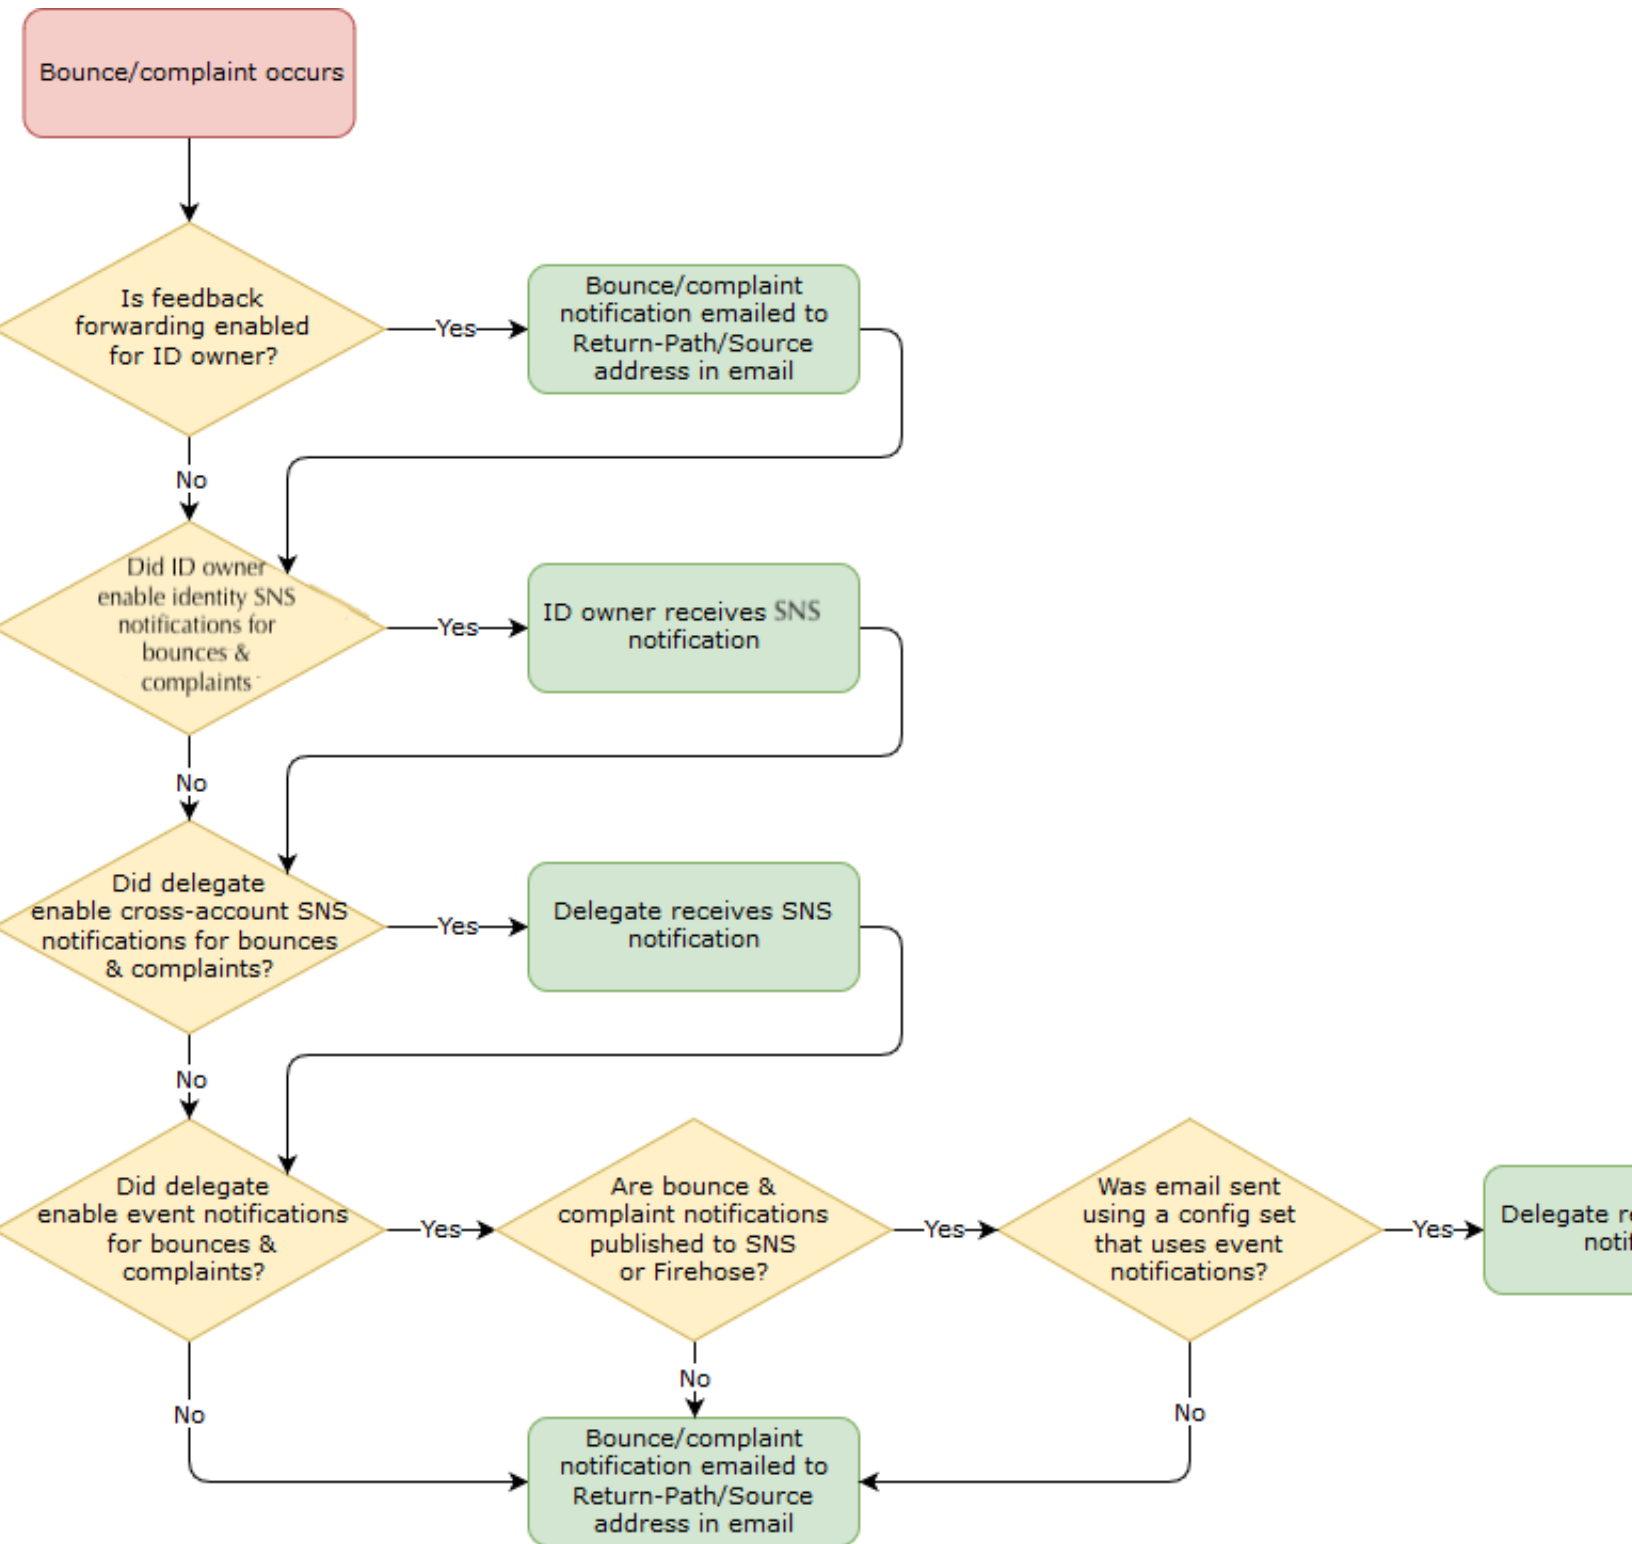 Bounce/complaint occurs
Is feedback
forwarding enabled
for ID owner?
Yes
Bounce/complaint
notification emailed to
Return-Path/Source
address in email
No
Did ID owner
enable identity SNS
notifications for
bounces &
complaints
Yes
ID owner receives SNS
notification
No
Did delegate
enable cross-account SNS
notifications for bounces
& complaints?
Yes
Delegate receives SNS
notification
No
Did delegate
enable event notifications
for bounces &
complaints?
Yes
Are bounce &
complaint notifications
published to SNS
or Firehose?
Yes
Was email sent
using a config set
that uses event
notifications?
Yes
Delegate
No
No
No
Bounce/complaint
notification emailed to
Return-Path/Source
address in email